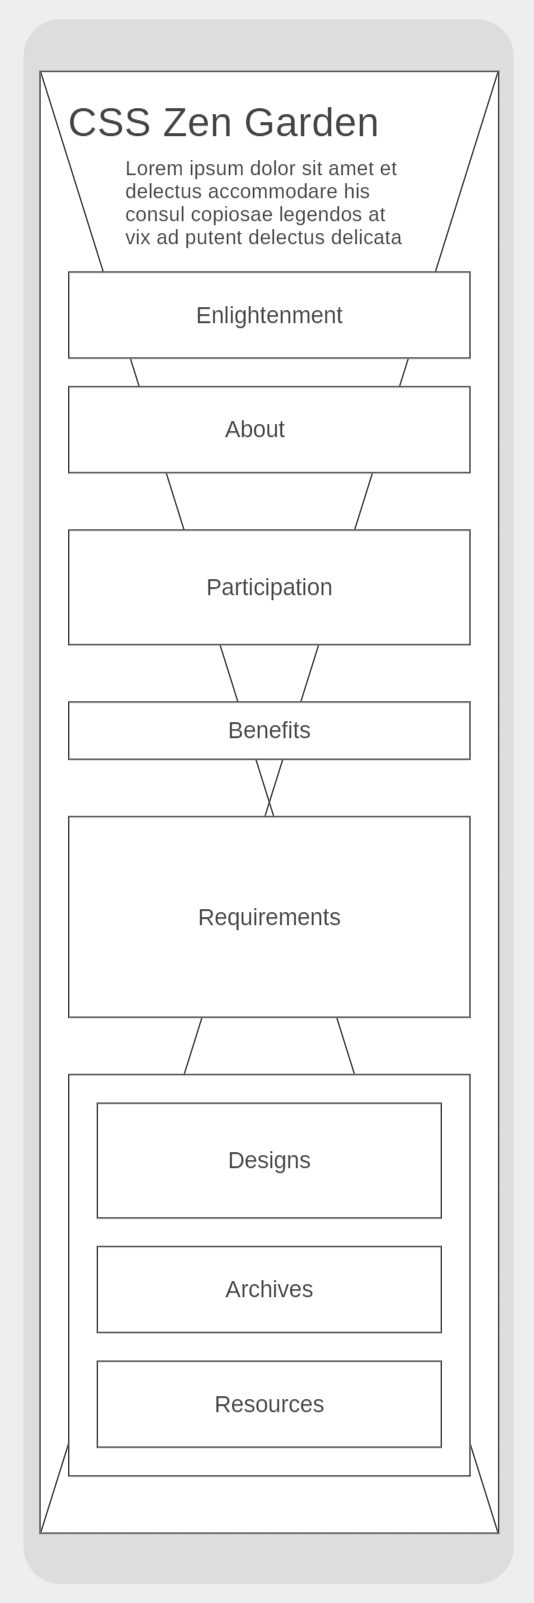 CSS Zen Garden
Lorem ipsum dolor sit amet et
delectus accommodare his
consul copiosae legendos at
vix ad putent delectus delicata
Enlightenment
About
Participation
Benefits
Requirements
Designs
Archives
Resources